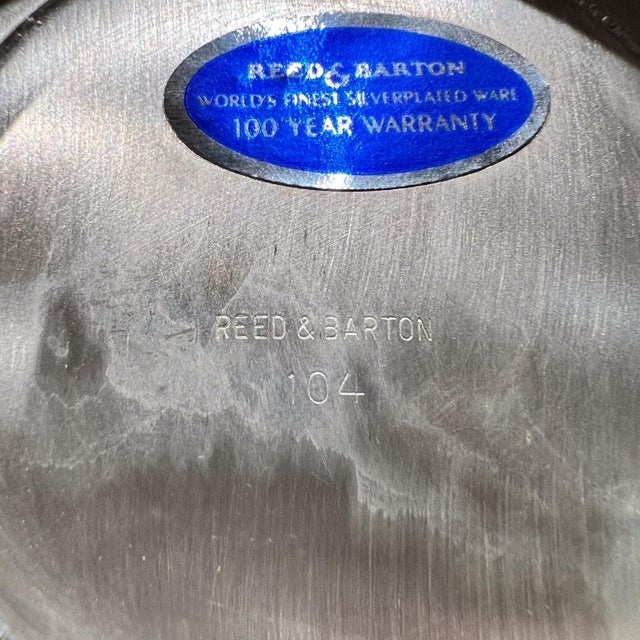 REED & BARTON
WORLD'S FINEST SILVERPLATED WARE
100 YEAR WARRANTY
REED & BARTON
104